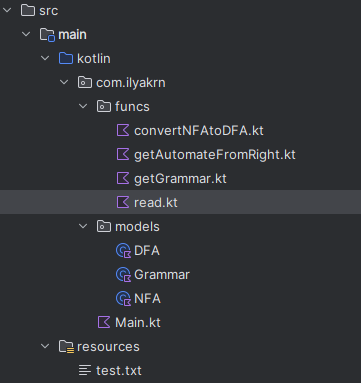 src
main
kotlin
com.ilyakrn
funcs
convertNFAtoDFA.kt
getAutomateFromRight.kt
getGrammar.kt
read.kt
models
DFA
Grammar
NFA
Main.kt
resources
test.txt